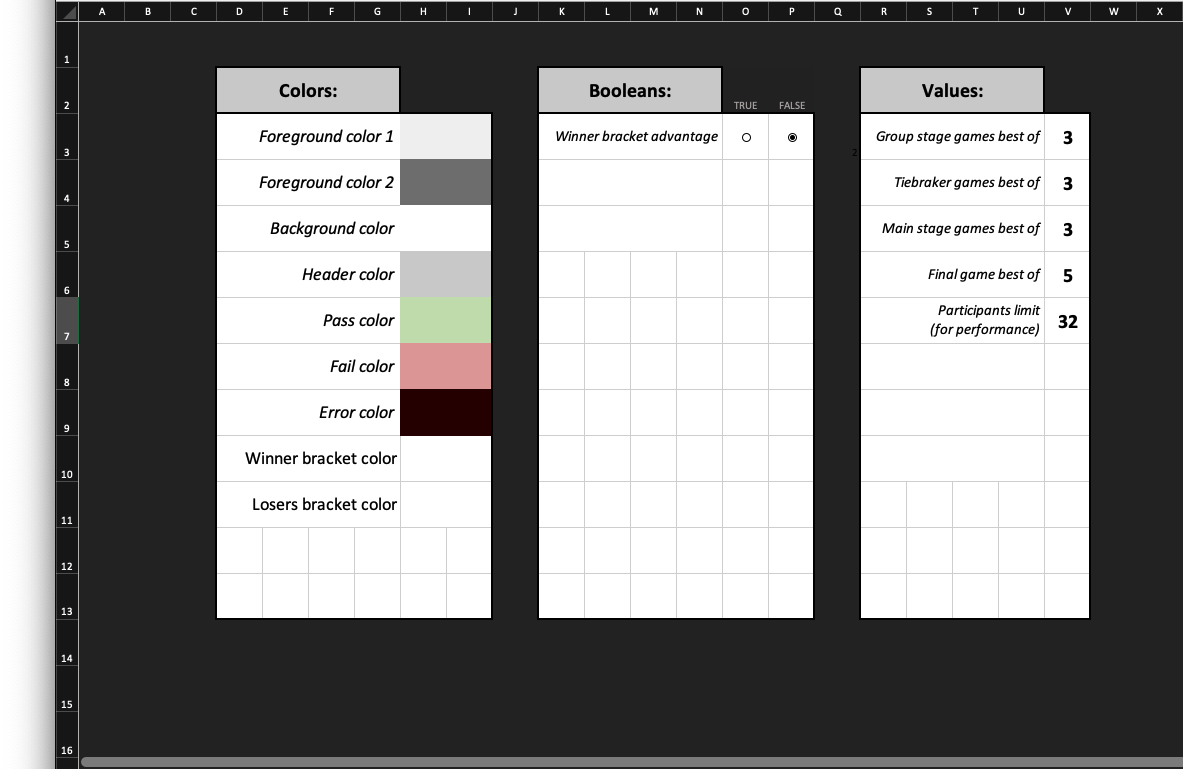 A B C D E F G H I J K L M N O P Q R S T U V W X
1
2 Colors: Booleans: TRUE FALSE Values:
3 Foreground color 1 Winner bracket advantage 2 Group stage games best of 3
4 Foreground color 2 Tiebraker games best of 3
5 Background color Main stage games best of 3
6 Header color Final game best of 5
7 Pass color Participants limit
(for performance) 32
8 Fail color
9 Error color
10 Winner bracket color
11 Losers bracket color
12
13
14
15
16